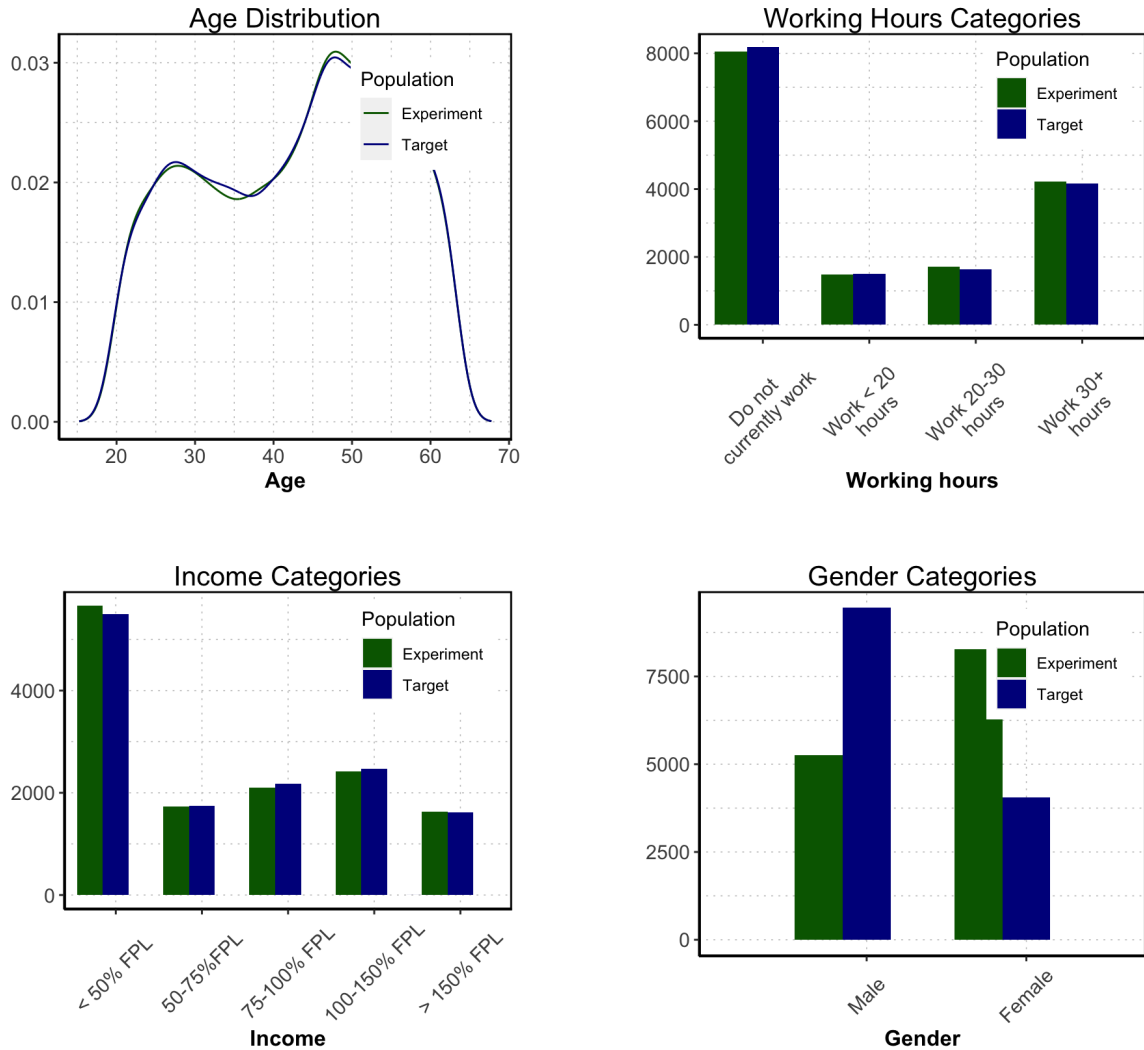 Age Distribution
0.03
0.02
0.01
0.00
Population
Experiment
Target
20 30 40 50 60 70
Age
Working Hours Categories
8000
6000
4000
2000
0
Population
Experiment
Target
Do not
currently work
Work < 20
hours
Work 20-30
hours
Work 30+
hours
Working hours
Income Categories
4000
2000
0
Population
Experiment
Target
< 50% FPL
50-75%FPL
75-100% FPL
100-150% FPL
> 150% FPL
Income
Gender Categories
7500
5000
2500
0
Population
Experiment
Target
Male
Female
Gender